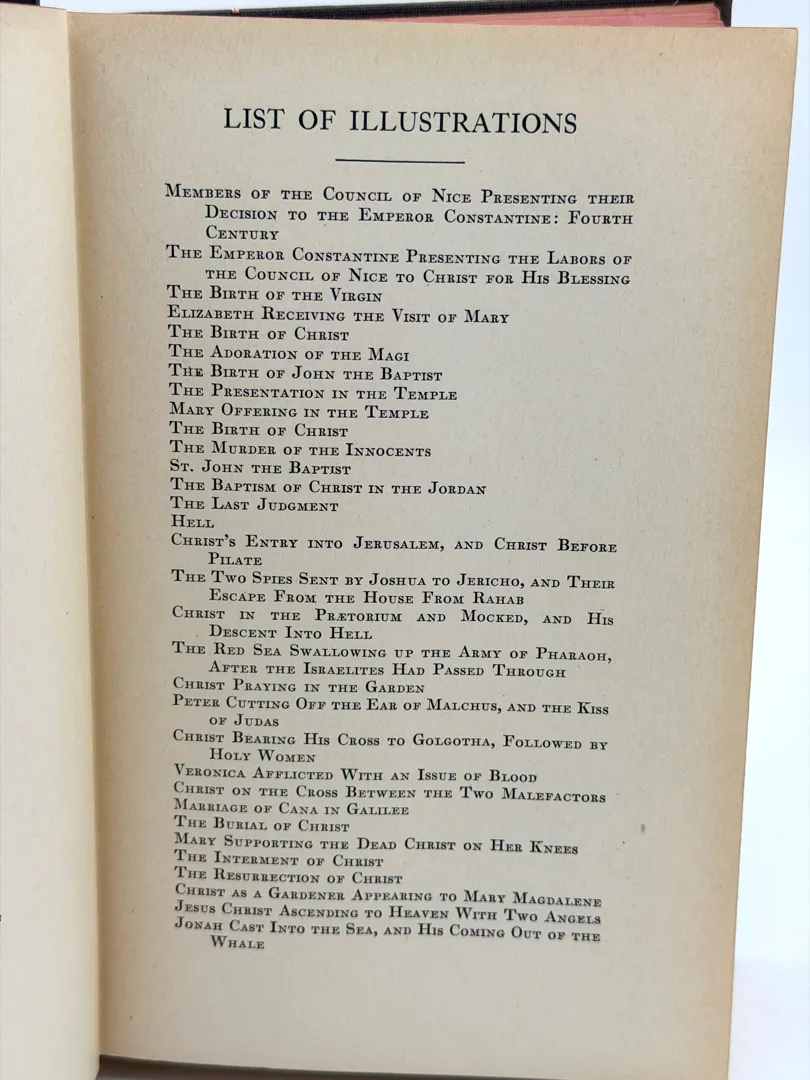 LIST OF ILLUSTRATIONS
Members of the Council of Nice Presenting their
Decision to the Emperor Constantine: Fourth
Century
The Emperor Constantine Presenting the Labors of
the Council of Nice to Christ for His Blessing
The Birth of the Virgin
Elizabeth Receiving the Visit of Mary
The Birth of Christ
The Adoration of the Magi
The Birth of John the Baptist
The Presentation in the Temple
Mary Offering in the Temple
The Birth of Christ
The Murder of the Innocents
St. John the Baptist
The Baptism of Christ in the Jordan
The Last Judgment
Hell
Christ's Entry into Jerusalem, and Christ Before
Pilate
The Two Spies Sent by Joshua to Jericho, and Their
Escape From the House From Rahab
Christ in the Prætorium and Mocked, and His
Descent Into Hell
The Red Sea Swallowing up the Army of Pharaoh,
After the Israelites Had Passed Through
Christ Praying in the Garden
Peter Cutting Off the Ear of Malchus, and the Kiss
of Judas
Christ Bearing His Cross to Golgotha, Followed by
Holy Women
Veronica Afflicted With an Issue of Blood
Christ on the Cross Between the Two Malefactors
Marriage of Cana in Galilee
The Burial of Christ
Mary Supporting the Dead Christ on Her Knees
The Interment of Christ
The Resurrection of Christ
Christ as a Gardener Appearing to Mary Magdalene
Jesus Christ Ascending to Heaven With Two Angels
Jonah Cast Into the Sea, and His Coming Out of the
Whale